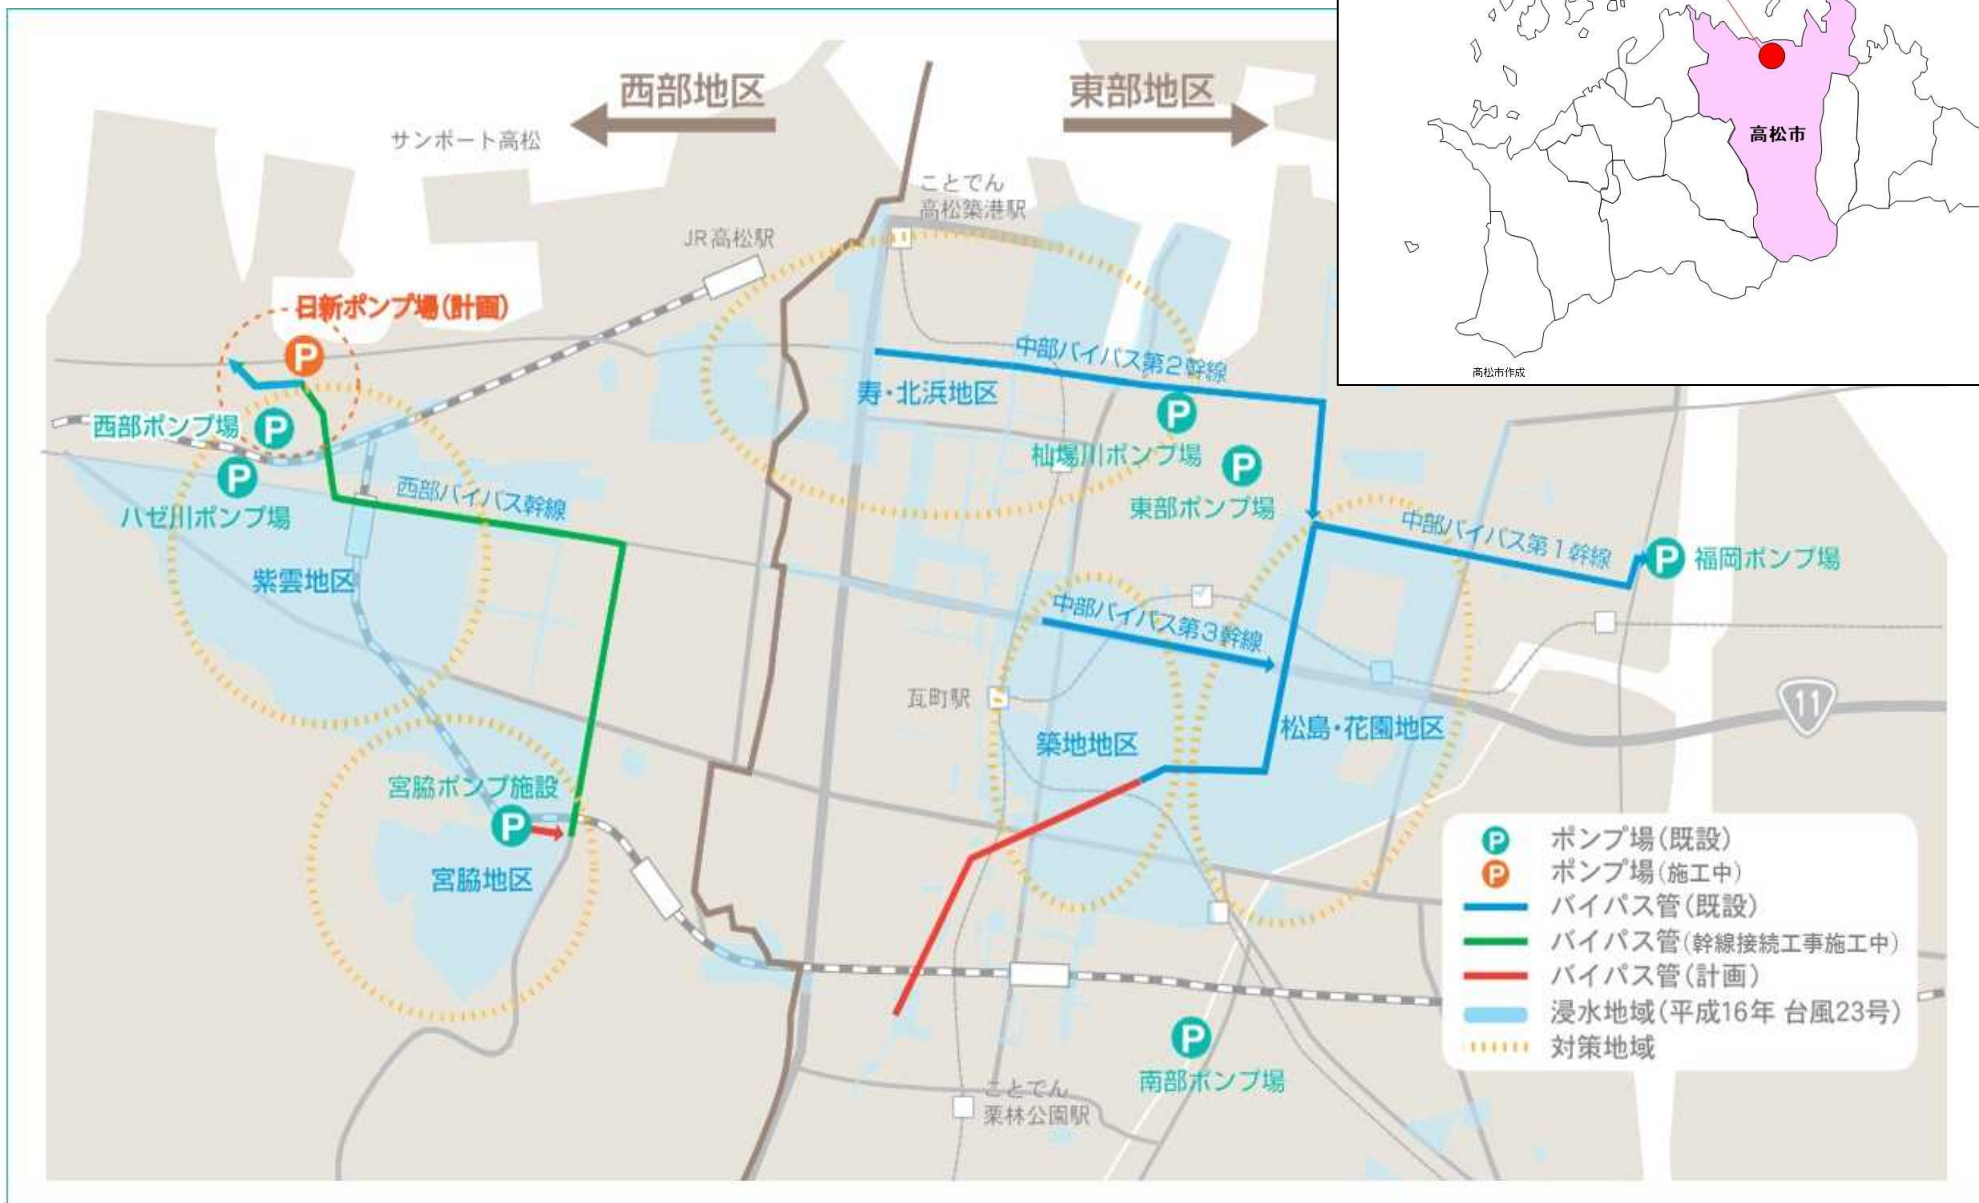 西部地区
東部地区
サンポート高松
ことでん
高松築港駅
JR高松駅
高松市
高松市作成
日新ポンプ場(計画)
P
中部バイパス第2幹線
寿・北浜地区
西部ポンプ場
P
P
杣場川ポンプ場
P
東部ポンプ場
P
ハゼ川ポンプ場
西部バイパス幹線
中部バイパス第1幹線
P
福岡ポンプ場
紫雲地区
中部バイパス第3幹線
瓦町駅
11
築地地区
松島・花園地区
宮脇ポンプ施設
P
宮脇地区
P
南部ポンプ場
ことでん
栗林公園駅
P ポンプ場(既設)
P ポンプ場(施工中)
バイパス管(既設)
バイパス管(幹線接続工事施工中)
バイパス管(計画)
浸水地域(平成16年 台風23号)
対策地域